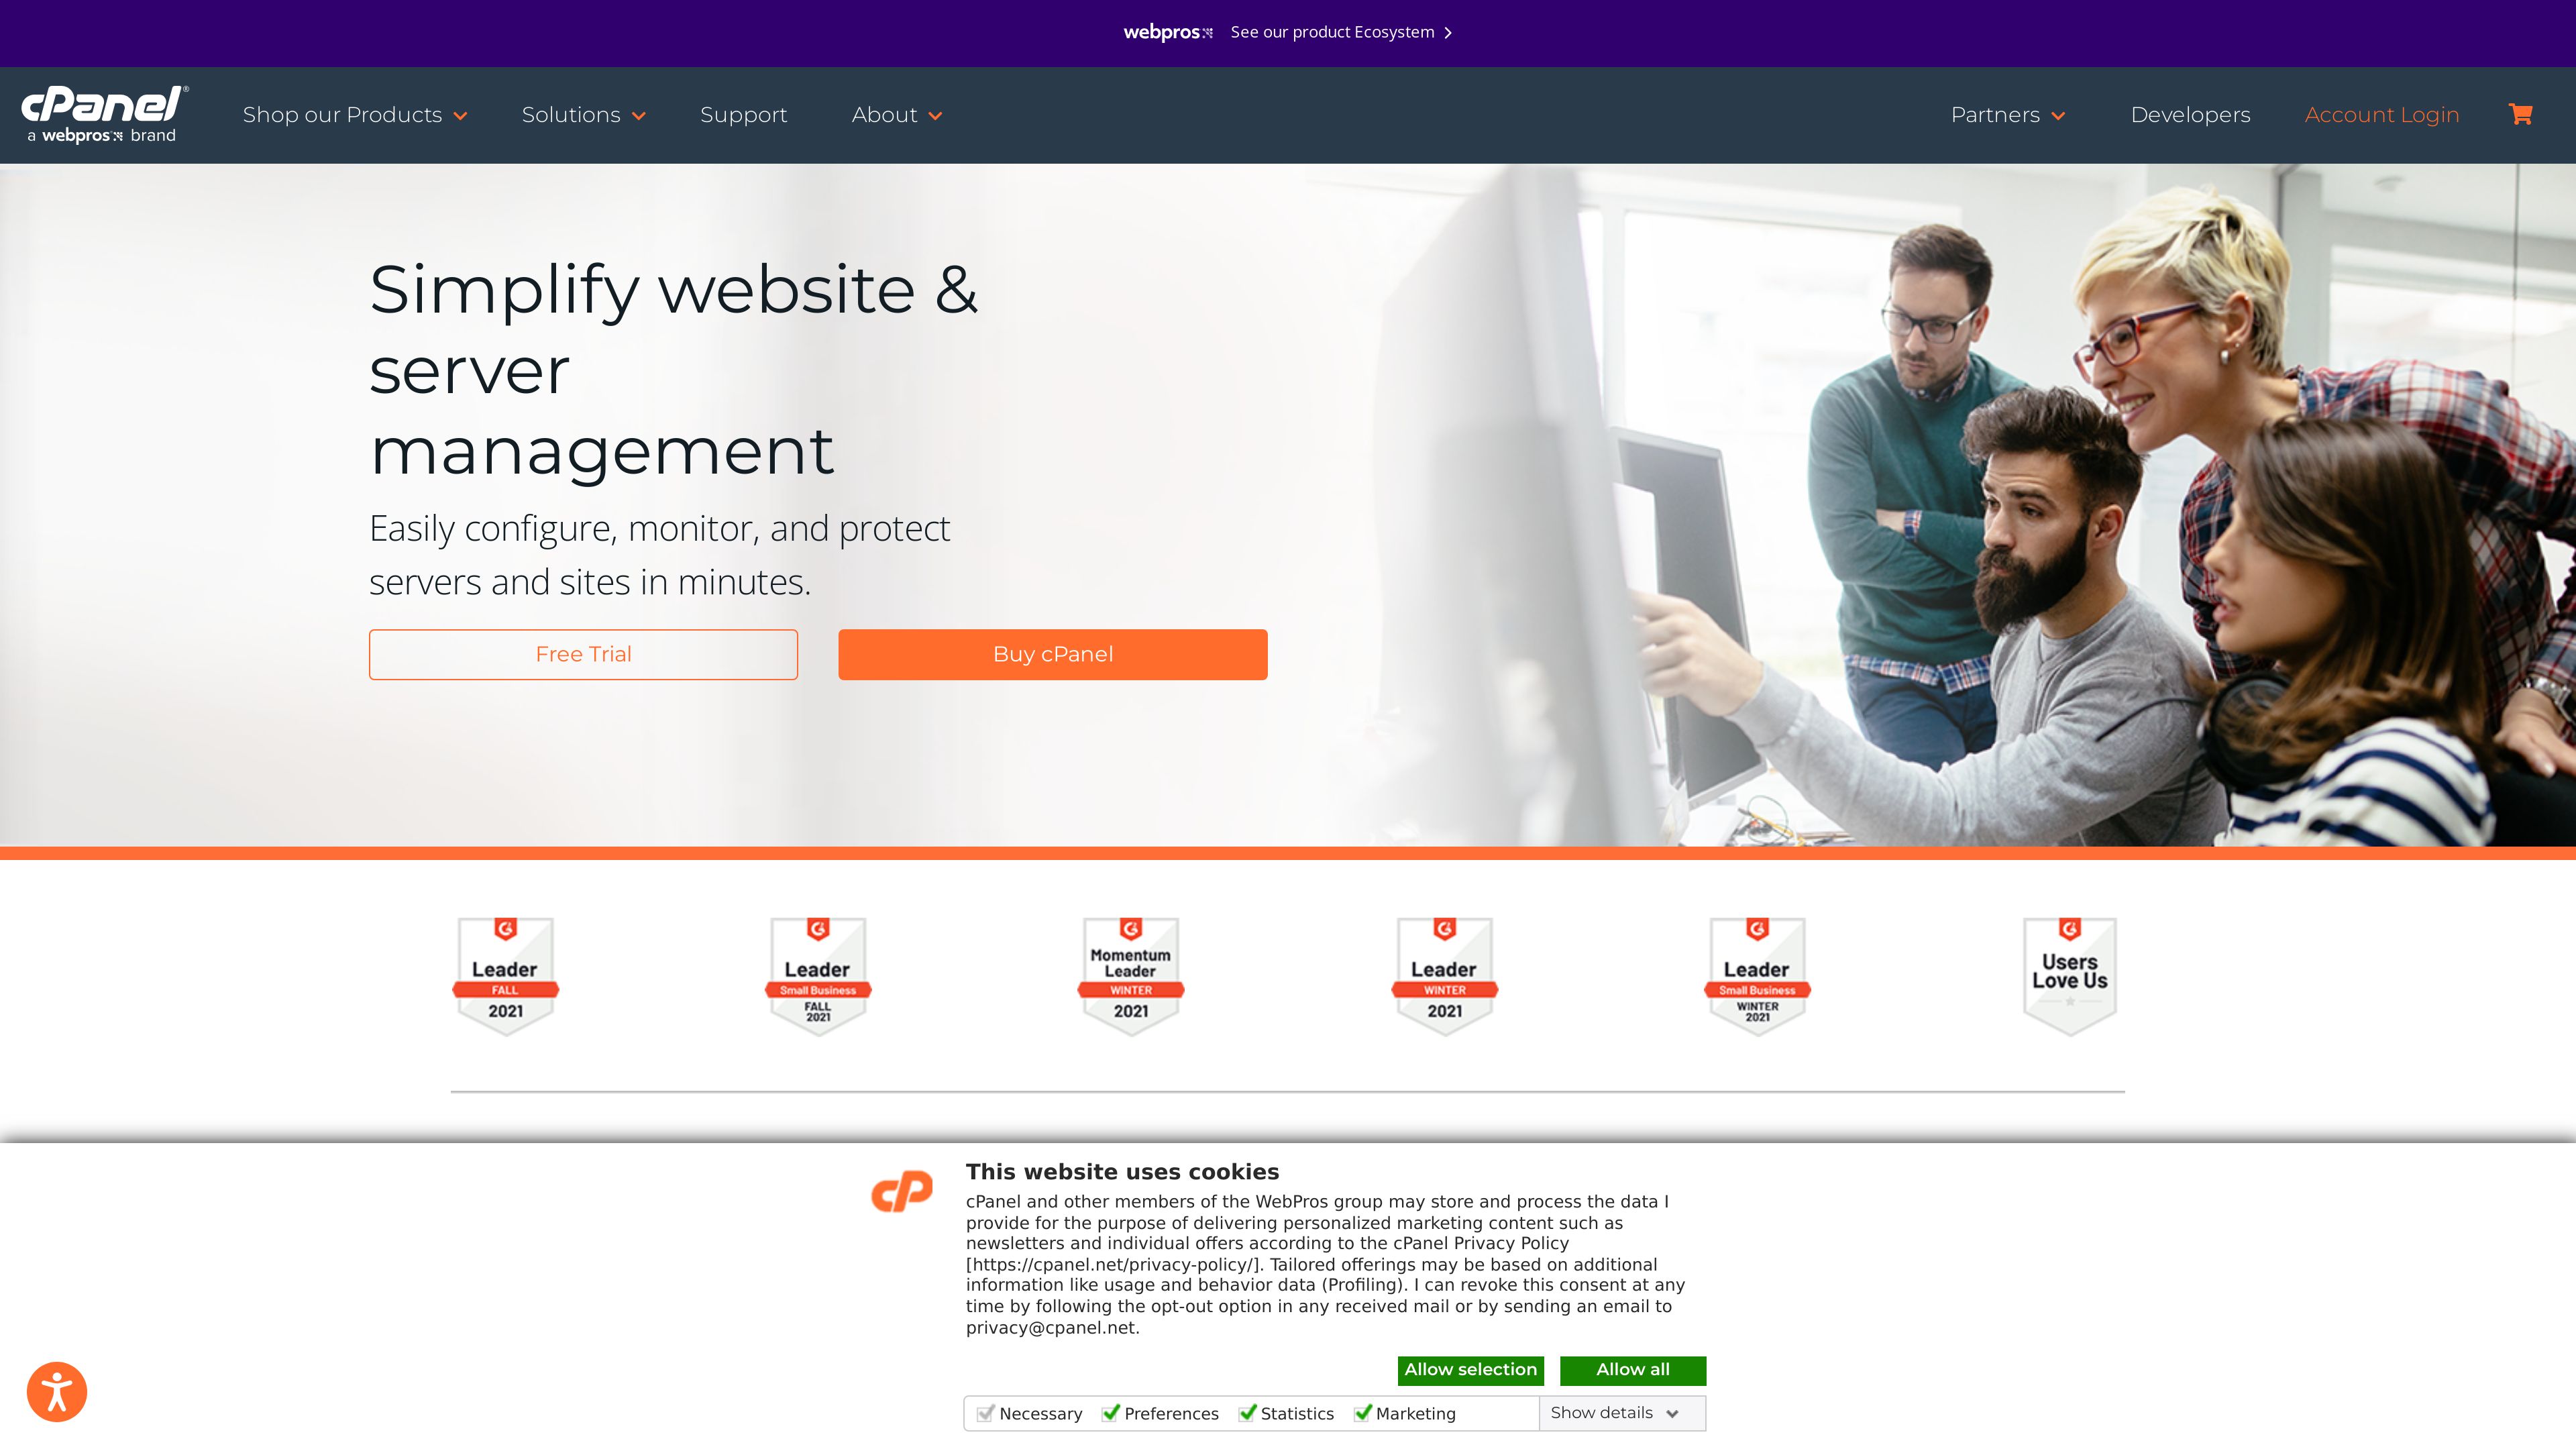 webpros
See our product Ecosystem
cPanel®
a webpros brand
Shop our Products
Solutions
Support
About
Partners
Developers
Account Login
Simplify website &
server
management
Easily configure, monitor, and protect
servers and sites in minutes.
Free Trial
Buy cPanel
Leader
FALL
2021
Leader
Small Business
FALL
2021
Momentum
Leader
WINTER
2021
Leader
WINTER
2021
Leader
Small Business
WINTER
2021
Users
Love Us
cP
This website uses cookies
cPanel and other members of the WebPros group may store and process the data I
provide for the purpose of delivering personalized marketing content such as
newsletters and individual offers according to the cPanel Privacy Policy
[https://cpanel.net/privacy-policy/]. Tailored offerings may be based on additional
information like usage and behavior data (Profiling). I can revoke this consent at any
time by following the opt-out option in any received mail or by sending an email to
privacy@cpanel.net.
Allow selection
Allow all
Necessary
Preferences
Statistics
Marketing
Show details